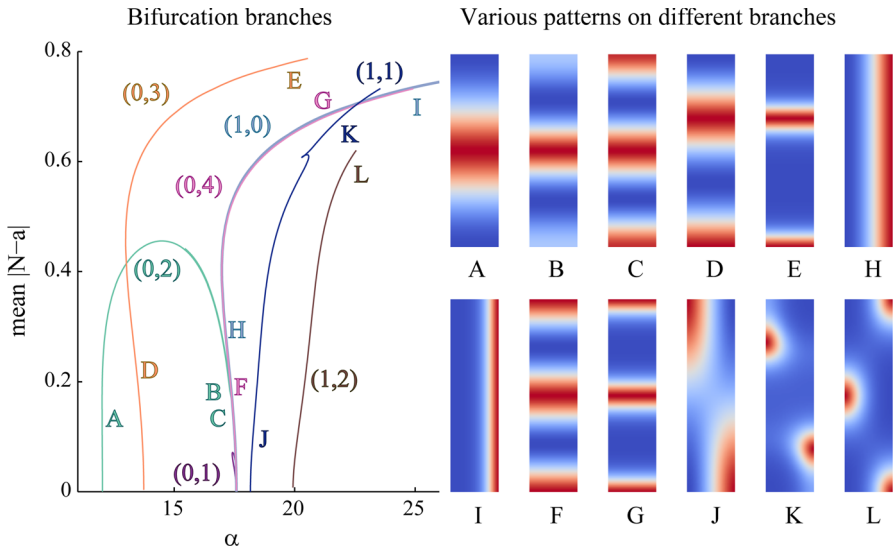 Bifurcation branches
Various patterns on different branches
0.8
0.6
0.4
0.2
0
mean |N−a|
15
20
25
α
(0,3)
E
(1,1)
(1,0)
G
I
K
(0,4)
L
(0,2)
H
D
B
F
(1,2)
A
C
J
(0,1)
A B C D E H
I F G J K L